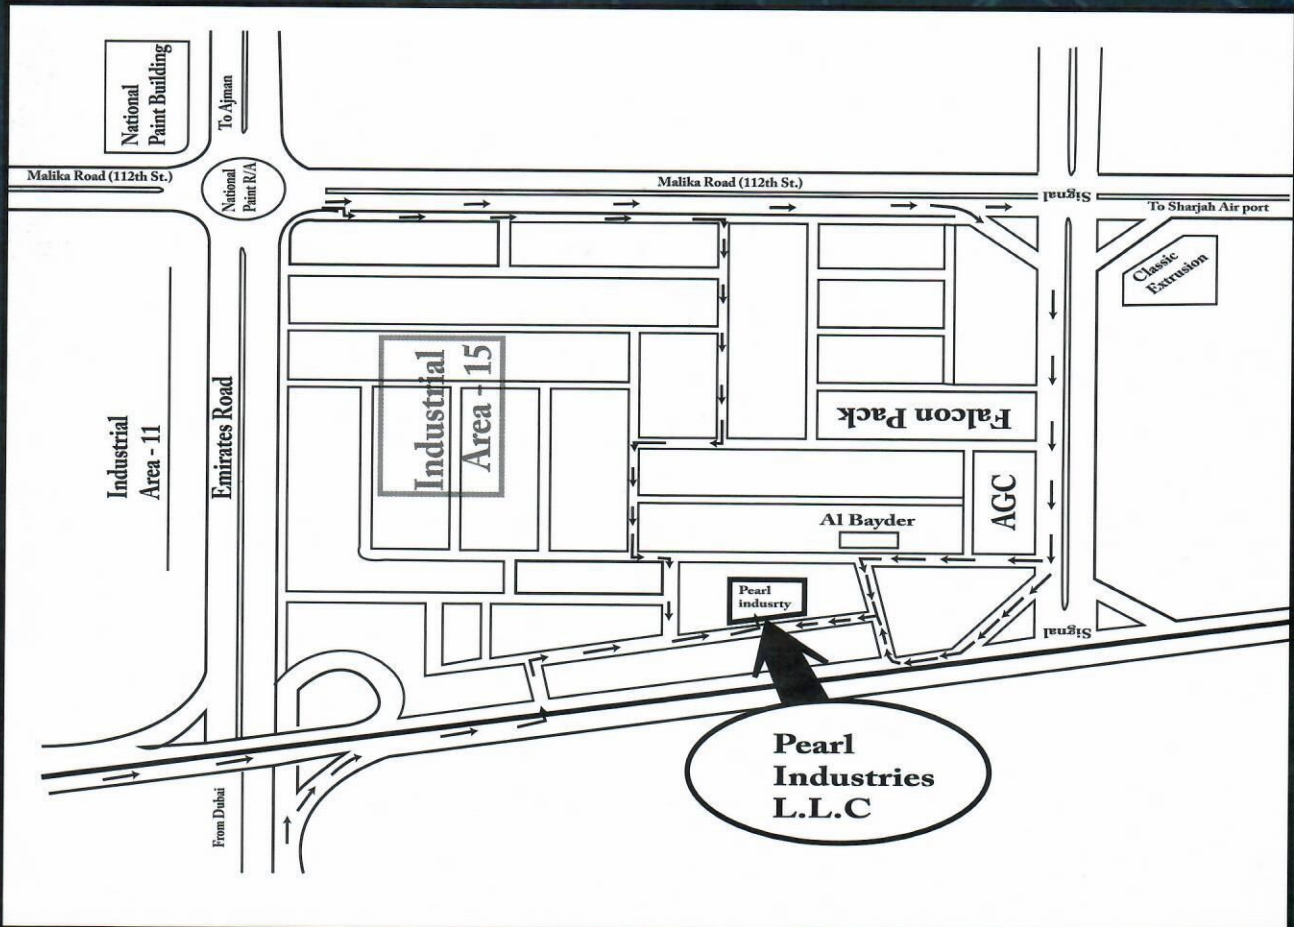 National
Paint Building
To Ajman
Malika Road (112th St.)
National
Paint R/A
Malika Road (112th St.)
Signal
To Sharjah Air port
Classic
Extrusion
Industrial
Area - 15
Industrial
Area - 11
Emirates Road
Falcon Pack
AGC
Al Bayder
Pearl
indusrty
Signal
From Dubai
Pearl
Industries
L.L.C